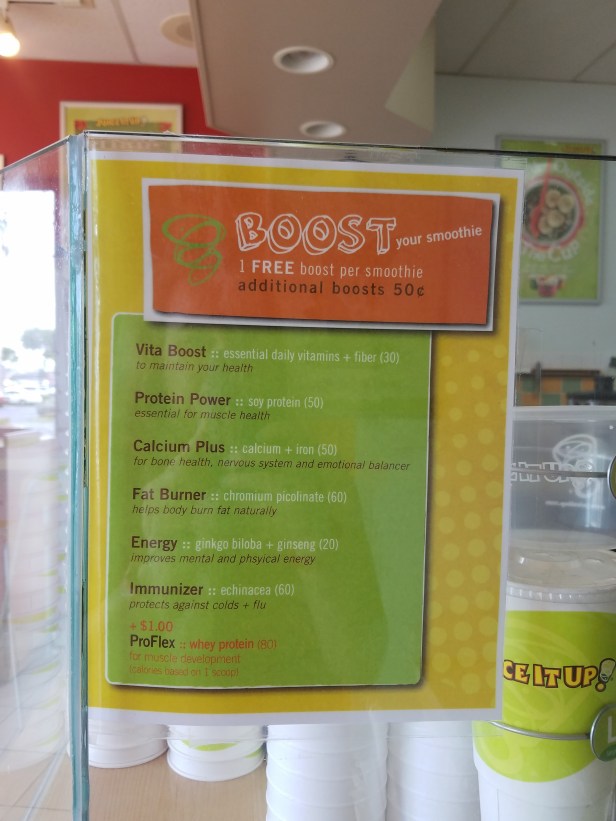 BOOST your smoothie
1 FREE boost per smoothie
additional boosts 50¢
Vita Boost :: essential daily vitamins + fiber (30)
to maintain your health
Protein Power :: soy protein (50)
essential for muscle health
Calcium Plus :: calcium + iron (50)
for bone health, nervous system and emotional balancer
Fat Burner :: chromium picolinate (60)
helps body burn fat naturally
Energy :: ginkgo biloba + ginseng (20)
improves mental and phsyical energy
Immunizer :: echinacea (60)
protects against colds + flu
+ $1.00
ProFlex :: whey protein (80)
for muscle development
(calories based on 1 scoop)
CE IT UP!